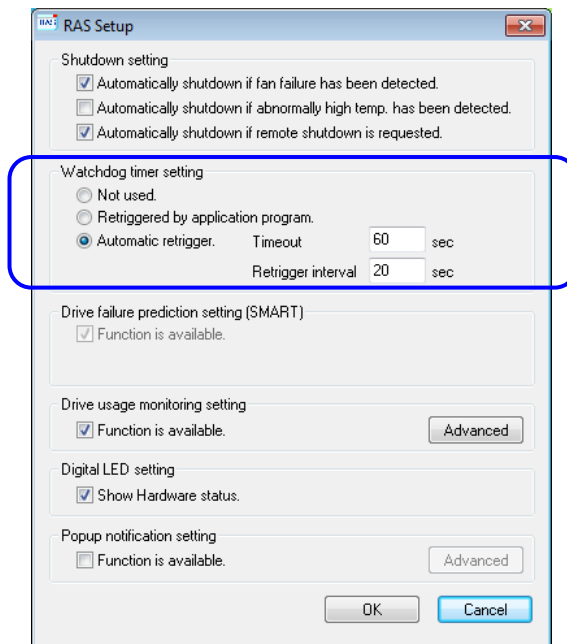 RAS Setup
Shutdown setting
Automatically shutdown if fan failure has been detected.
Automatically shutdown if abnormally high temp. has been detected.
Automatically shutdown if remote shutdown is requested.
Watchdog timer setting
Not used.
Retriggered by application program.
Automatic retrigger. Timeout 60 sec
Retrigger interval 20 sec
Drive failure prediction setting (SMART)
Function is available.
Drive usage monitoring setting
Function is available. Advanced
Digital LED setting
Show Hardware status.
Popup notification setting
Function is available. Advanced
OK Cancel